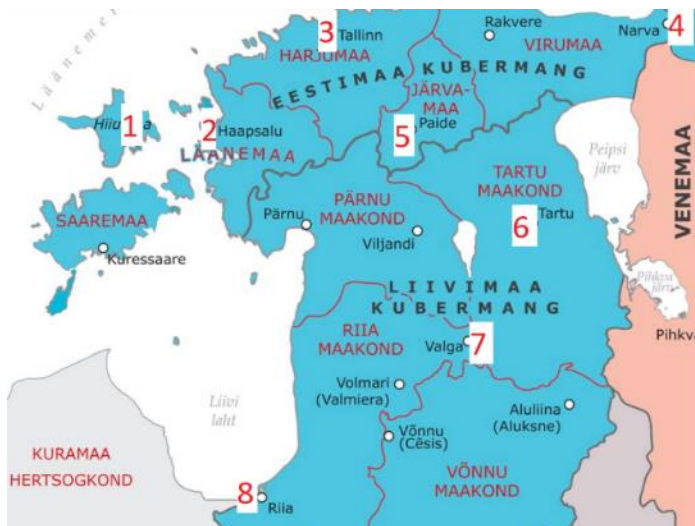 Läänemeri
3
Tallinn
HARJUMAA
Rakvere
VIRUMAA
Narva
4
EESTIMAA KUBERMANG
JÄRVA-
MAA
1
2
Haapsalu
LÄÄNEMAA
5
Paide
Peipsi
järv
VENEMAA
SAAREMAA
Kuressaare
PÄRNU
MAAKOND
Pärnu
Viljandi
TARTU
MAAKOND
6
Tartu
Pihkva
järv
Pihkva
LIIVIMAA
KUBERMANG
RIIA
MAAKOND
Valga
7
Volmari
(Valmiera)
Aluliina
(Aluksne)
Võnnu
(Cēsis)
VÕNNU
MAAKOND
Liivi
laht
KURAMAA
HERTSOGKOND
8
Riia